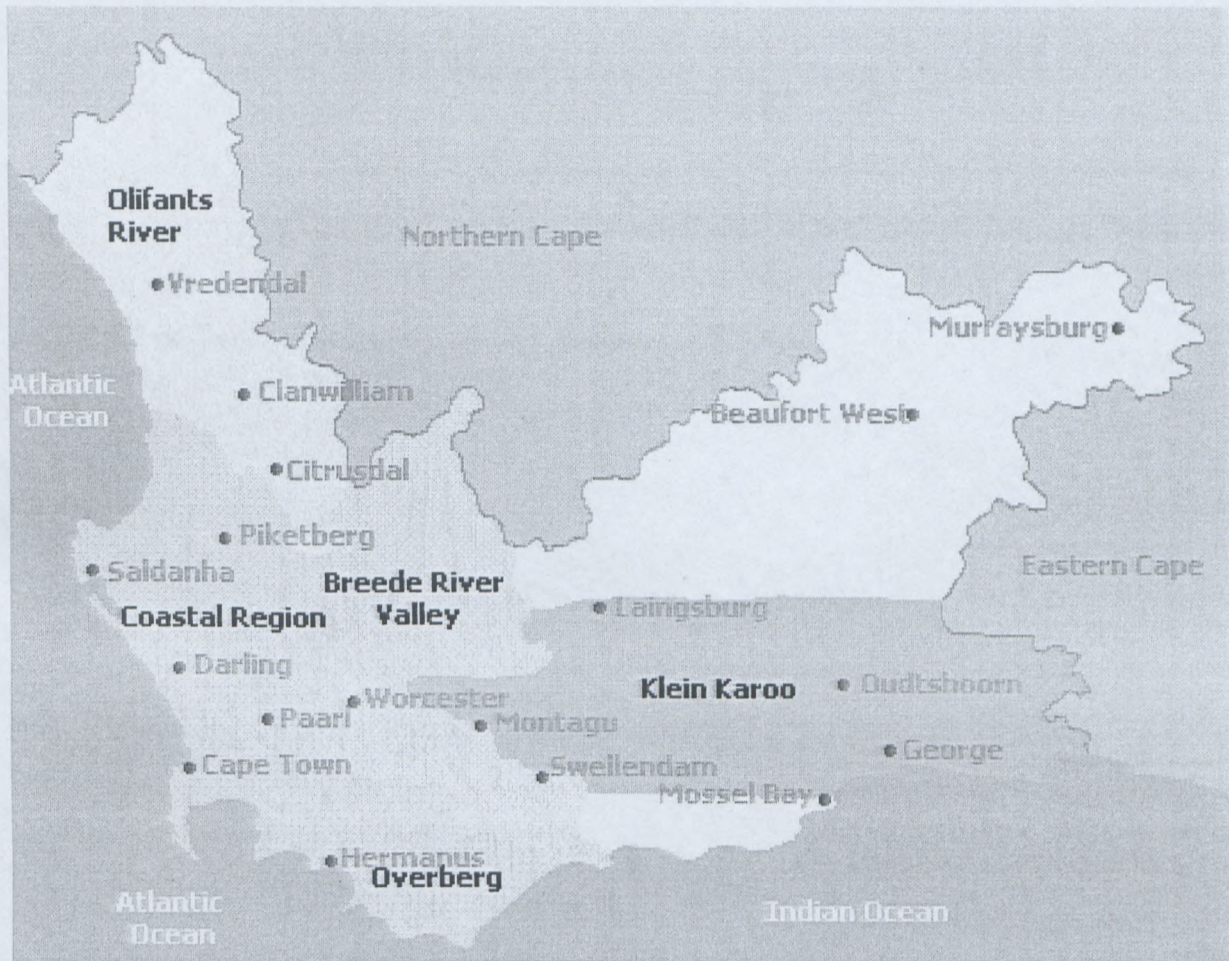 Olifants
River
Northern Cape
Vredendal
Murraysburg
Atlantic
Ocean
Clanwilliam
Beaufort West
Citrusdal
Piketberg
Saldanha
Breede River
Valley
Eastern Cape
Coastal Region
Laingsburg
Darling
Klein Karoo
Oudtshoorn
Worcester
Paarl
Montagu
George
Cape Town
Swellendam
Mossel Bay
Hermanus
Overberg
Atlantic
Ocean
Indian Ocean